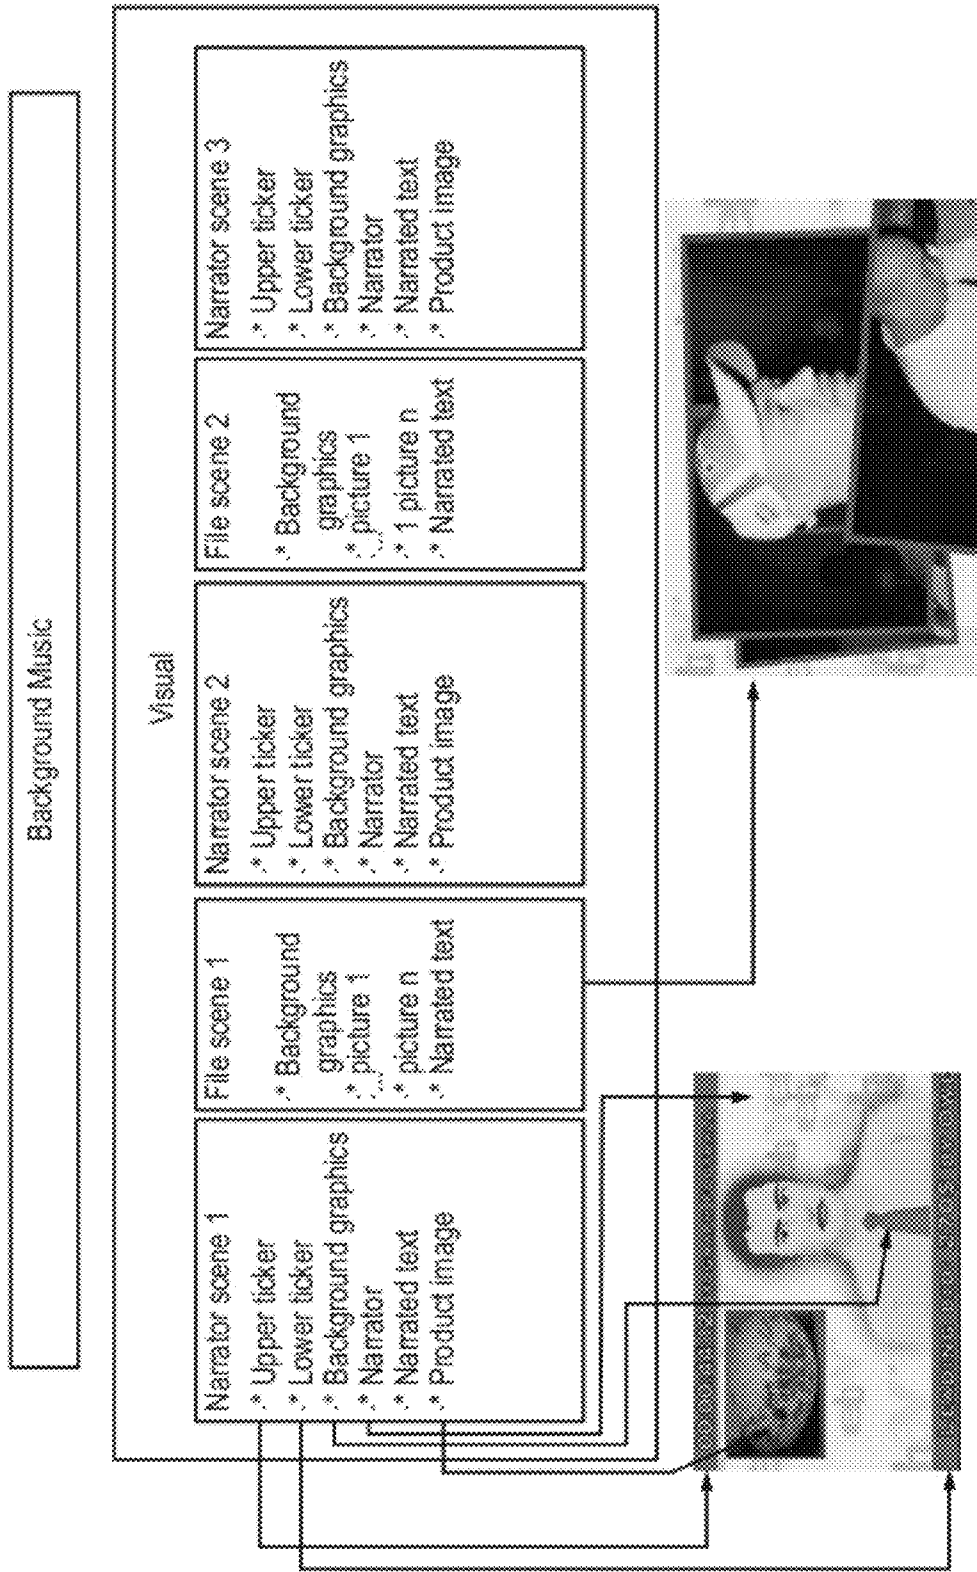 Background Music
Visual
Narrator scene 1
.* Upper ticker
.* Lower ticker
.* Background graphics
.* Narrator
.* Narrated text
.* Product image
File scene 1
.* Background
graphics
.* picture 1
...
.* picture n
.* Narrated text
Narrator scene 2
.* Upper ticker
.* Lower ticker
.* Background graphics
.* Narrator
.* Narrated text
.* Product image
File scene 2
.* Background
graphics
.* picture 1
...
.* 1 picture n
.* Narrated text
Narrator scene 3
.* Upper ticker
.* Lower ticker
.* Background graphics
.* Narrator
.* Narrated text
.* Product image